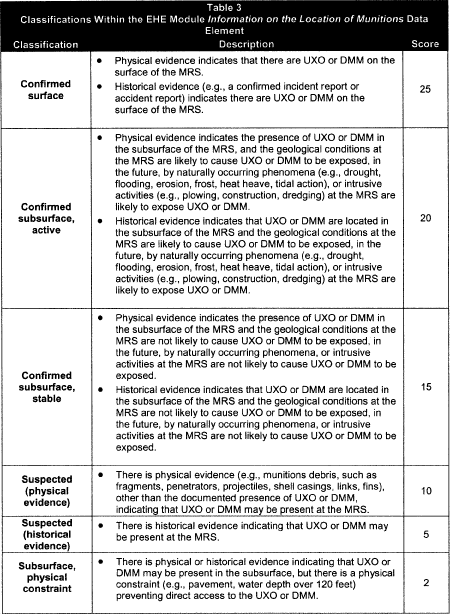 Table 3
Classifications Within the EHE Module Information on the Location of Munitions Data
Element
Classification Description Score
Confirmed
surface
• Physical evidence indicates that there are UXO or DMM on the
surface of the MRS.
• Historical evidence (e.g., a confirmed incident report or
accident report) indicates there are UXO or DMM on the
surface of the MRS.
25
Confirmed
subsurface,
active
• Physical evidence indicates the presence of UXO or DMM in
the subsurface of the MRS, and the geological conditions at
the MRS are likely to cause UXO or DMM to be exposed, in
the future, by naturally occurring phenomena (e.g., drought,
flooding, erosion, frost, heat heave, tidal action), or intrusive
activities (e.g., plowing, construction, dredging) at the MRS are
likely to expose UXO or DMM.
• Historical evidence indicates that UXO or DMM are located in
the subsurface of the MRS and the geological conditions at
the MRS are likely to cause UXO or DMM to be exposed, in the
future, by naturally occurring phenomena (e.g., drought,
flooding, erosion, frost, heat heave, tidal action), or intrusive
activities (e.g., plowing, construction, dredging) at the MRS are
likely to expose UXO or DMM.
20
Confirmed
subsurface,
stable
• Physical evidence indicates the presence of UXO or DMM in
the subsurface of the MRS and the geological conditions at
the MRS are not likely to cause UXO or DMM to be exposed, in
the future, by naturally occurring phenomena, or intrusive
activities at the MRS are not likely to cause UXO or DMM to be
exposed.
• Historical evidence indicates that UXO or DMM are located in
the subsurface of the MRS and the geological conditions at the
MRS are not likely to cause UXO or DMM to be exposed, in
the future, by naturally occurring phenomena, or intrusive
activities at the MRS are not likely to cause UXO or DMM to be
exposed.
15
Suspected
(physical
evidence)
• There is physical evidence (e.g., munitions debris, such as
fragments, penetrators, projectiles, shell casings, links, fins),
other than the documented presence of UXO or DMM,
indicating that UXO or DMM may be present at the MRS.
10
Suspected
(historical
evidence)
• There is historical evidence indicating that UXO or DMM may
be present at the MRS.
5
Subsurface,
physical
constraint
• There is physical or historical evidence indicating that UXO or
DMM may be present in the subsurface, but there is a physical
constraint (e.g., pavement, water depth over 120 feet)
preventing direct access to the UXO or DMM.
2